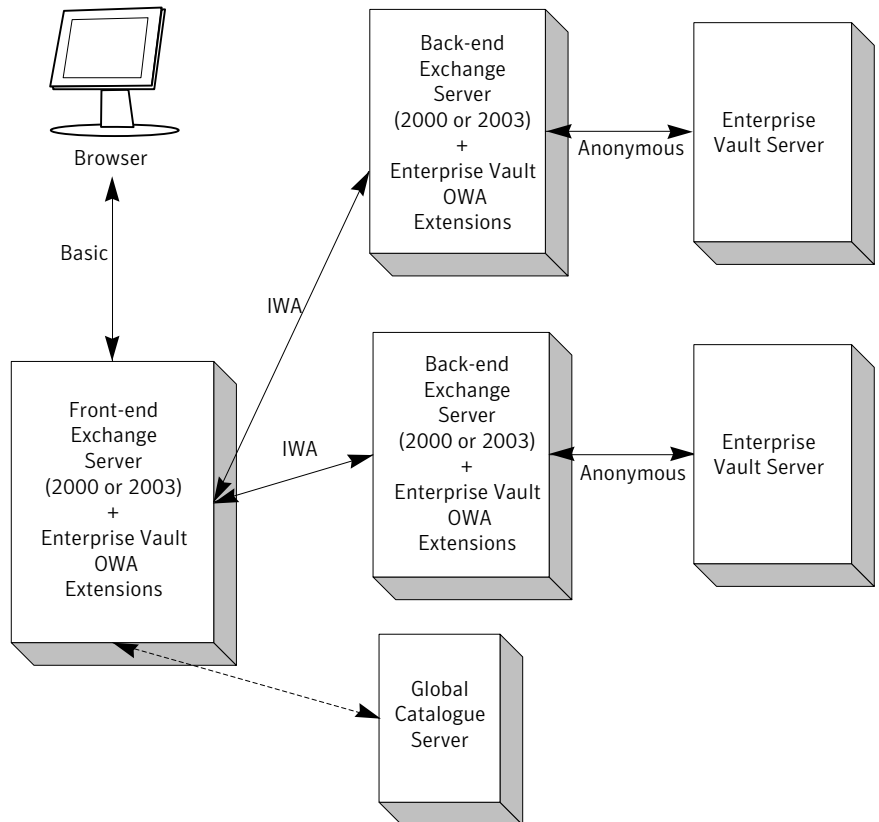 Browser
Basic
Front-end
Exchange
Server
(2000 or 2003)
+
Enterprise Vault
OWA
Extensions
IWA
IWA
Back-end
Exchange
Server
(2000 or 2003)
+
Enterprise Vault
OWA
Extensions
Anonymous
Enterprise
Vault Server
Back-end
Exchange
Server
(2000 or 2003)
+
Enterprise Vault
OWA
Extensions
Anonymous
Enterprise
Vault Server
Global
Catalogue
Server